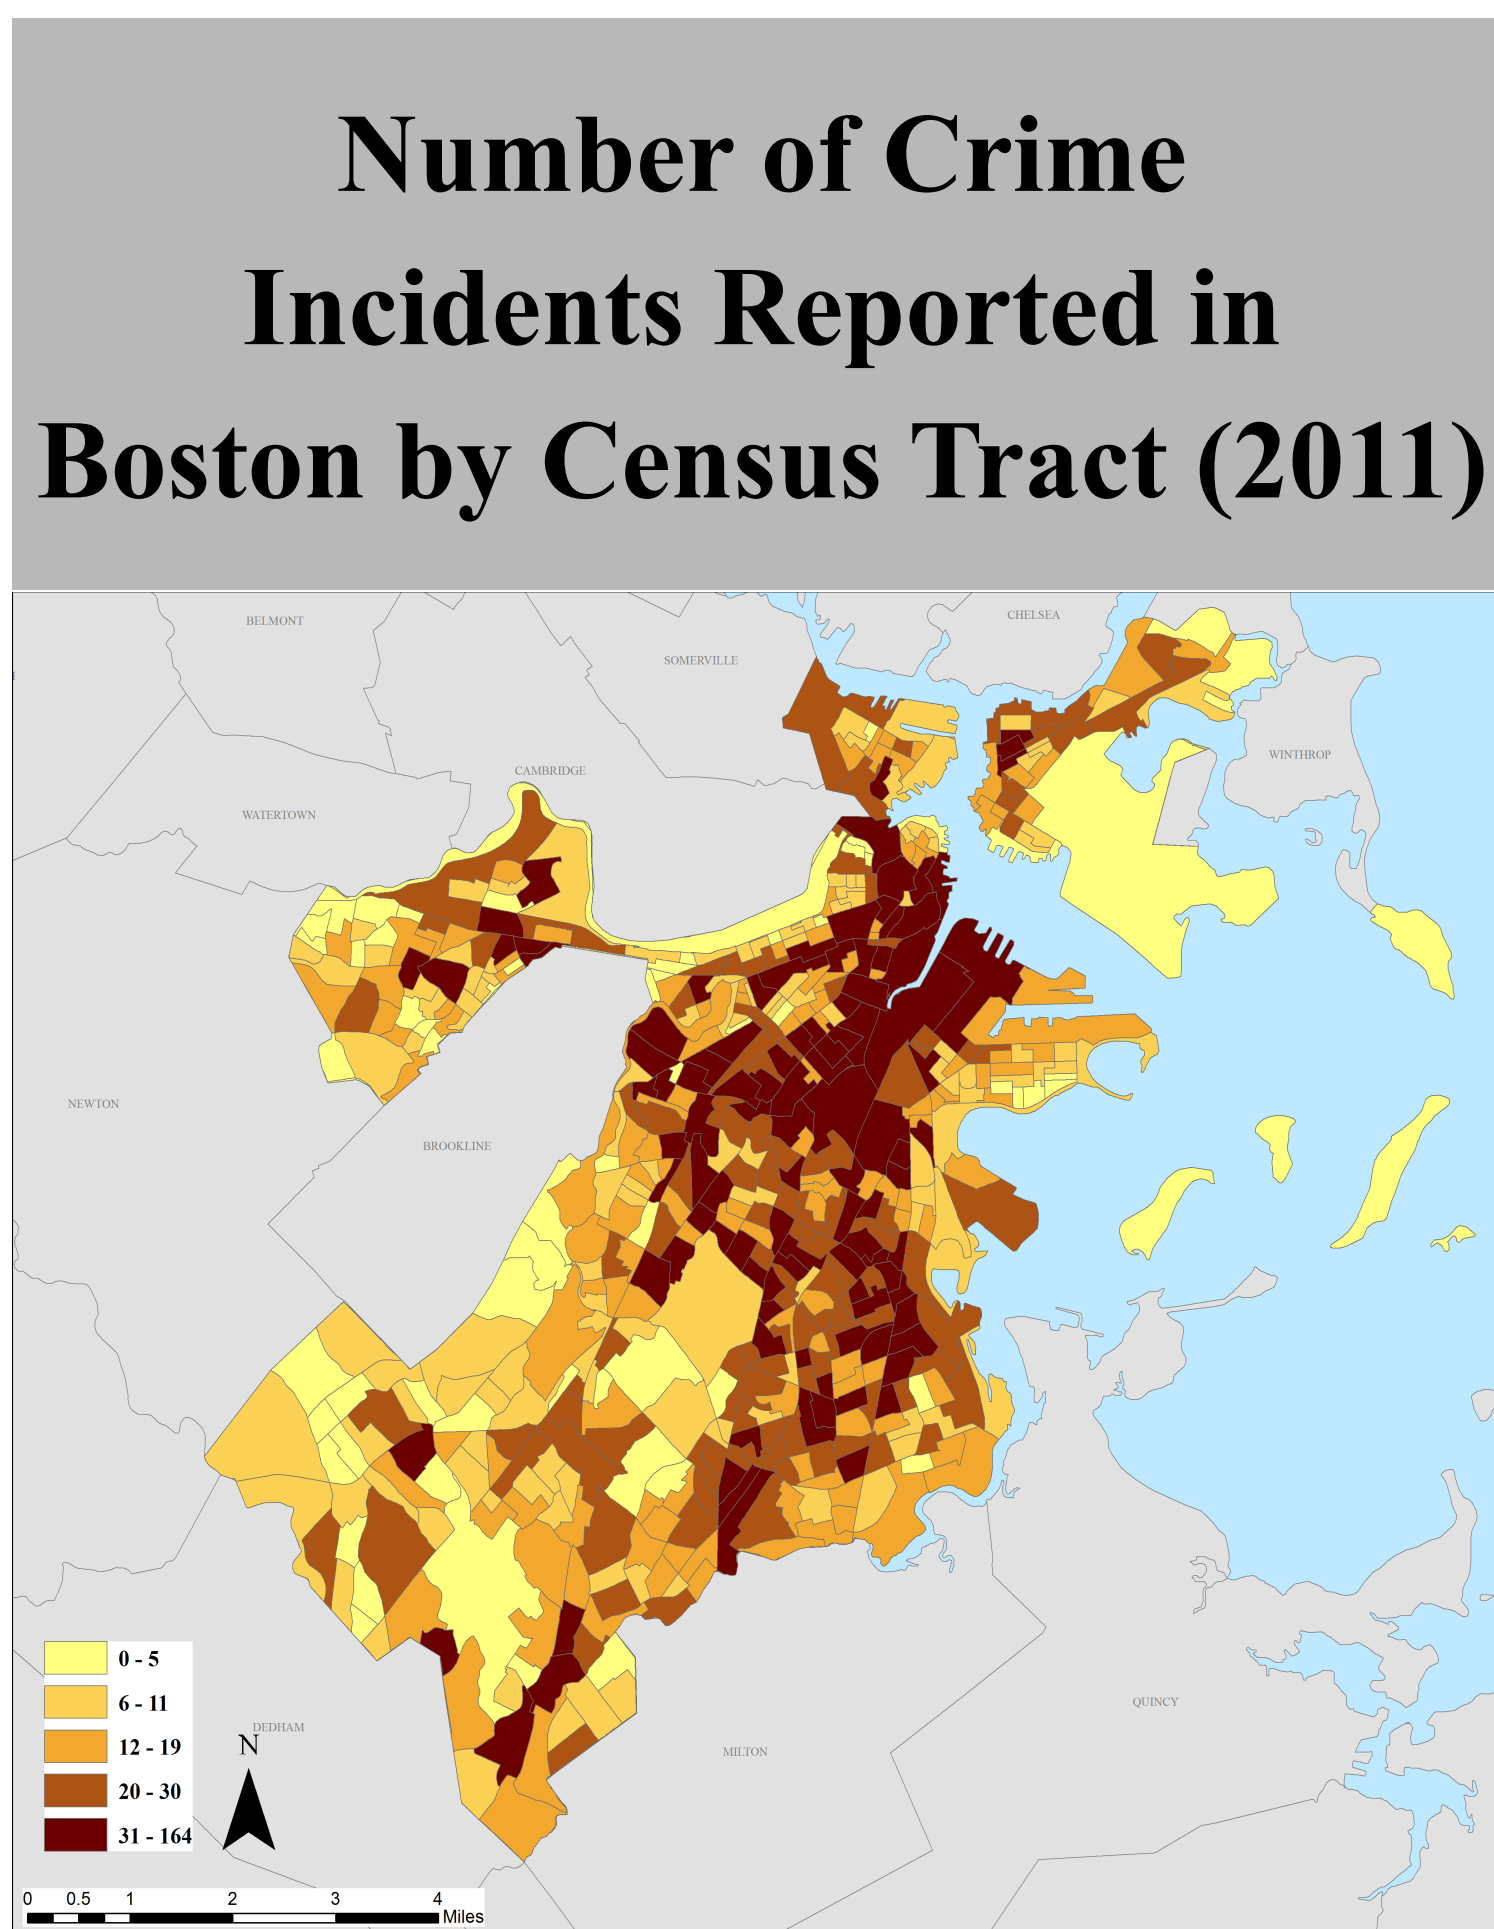 Number of Crime
Incidents Reported in
Boston by Census Tract (2011)
BELMONT
CHELSEA
SOMERVILLE
WINTHROP
CAMBRIDGE
WATERTOWN
NEWTON
BROOKLINE
QUINCY
DEDHAM
MILTON
0 - 5
6 - 11
12 - 19
20 - 30
31 - 164
N
0 0.5 1 2 3 4
Miles